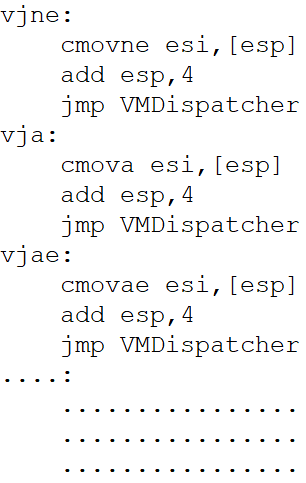 vjne:
    cmovne esi,[esp]
    add esp,4
    jmp VMDispatcher
vja:
    cmova esi,[esp]
    add esp,4
    jmp VMDispatcher
vjae:
    cmovae esi,[esp]
    add esp,4
    jmp VMDispatcher
....:
    ................
    ................
    ................